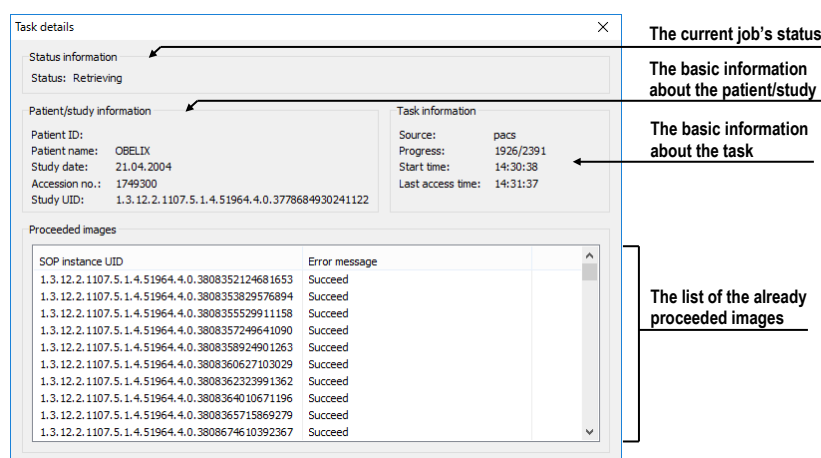 Task details
Status information
Status: Retrieving
Patient/study information
Patient ID:
Patient name: OBELIX
Study date: 21.04.2004
Accession no.: 1749300
Study UID: 1.3.12.2.1107.5.1.4.51964.4.0.3778684930241122
Task information
Source: pacs
Progress: 1926/2391
Start time: 14:30:38
Last access time: 14:31:37
Proceeded images
SOP instance UID Error message
1.3.12.2.1107.5.1.4.51964.4.0.3808352124681653 Succeed
1.3.12.2.1107.5.1.4.51964.4.0.3808353829576894 Succeed
1.3.12.2.1107.5.1.4.51964.4.0.3808355529911158 Succeed
1.3.12.2.1107.5.1.4.51964.4.0.3808357249641090 Succeed
1.3.12.2.1107.5.1.4.51964.4.0.3808358924901263 Succeed
1.3.12.2.1107.5.1.4.51964.4.0.3808360627103029 Succeed
1.3.12.2.1107.5.1.4.51964.4.0.3808362323991362 Succeed
1.3.12.2.1107.5.1.4.51964.4.0.3808364010671196 Succeed
1.3.12.2.1107.5.1.4.51964.4.0.3808365715869279 Succeed
1.3.12.2.1107.5.1.4.51964.4.0.3808674610392367 Succeed
The current job's status
The basic information
about the patient/study
The basic information
about the task
The list of the already
proceeded images